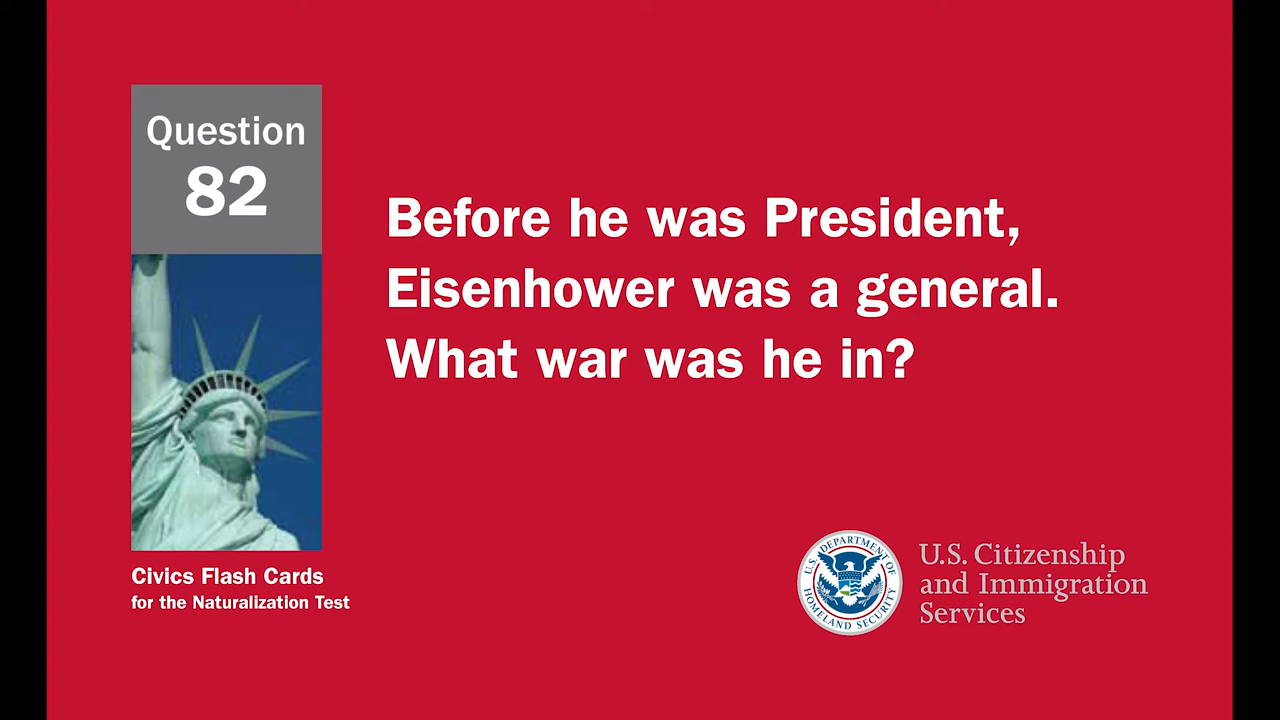 Question
82
Before he was President,
Eisenhower was a general.
What war was he in?
Civics Flash Cards
for the Naturalization Test
U.S. DEPARTMENT OF
HOMELAND SECURITY
U.S. Citizenship
and Immigration
Services